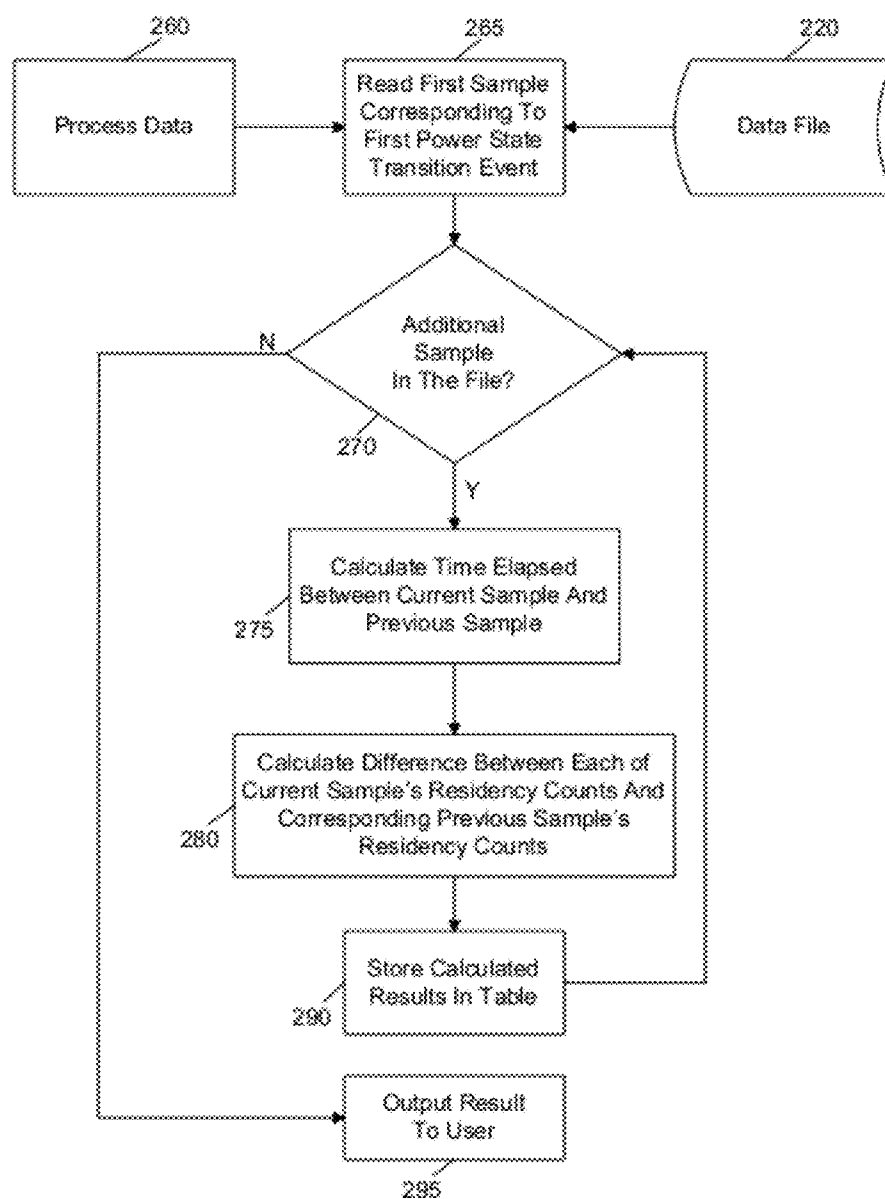 260
265
220
Process Data
Read First Sample
Corresponding To
First Power State
Transition Event
Data File
Additional
Sample
In The File?
N
270
Y
Calculate Time Elapsed
Between Current Sample And
Previous Sample
275
Calculate Difference Between Each of
Current Sample's Residency Counts And
Corresponding Previous Sample's
Residency Counts
280
Store Calculated
Results In Table
290
Output Result
To User
295